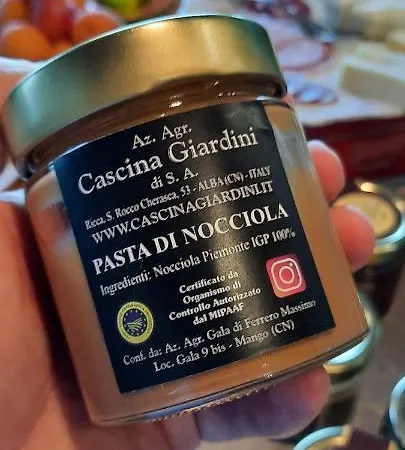 Az. Agr.
Cascina Giardini
di S. A.
Ricca, S. Rocco Cherasca, 53 - ALBA (CN) - ITALY
WWW.CASCINAGIARDINI.IT
PASTA DI NOCCIOLA
Ingredienti: Nocciola Piemonte IGP 100%
Certificato da
Organismo di
Controllo Autorizzato
dal MIPAAF
Conf. da: Az. Agr. Gala di Ferrero Massimo
Loc. Gala 9 bis - Mango (CN)